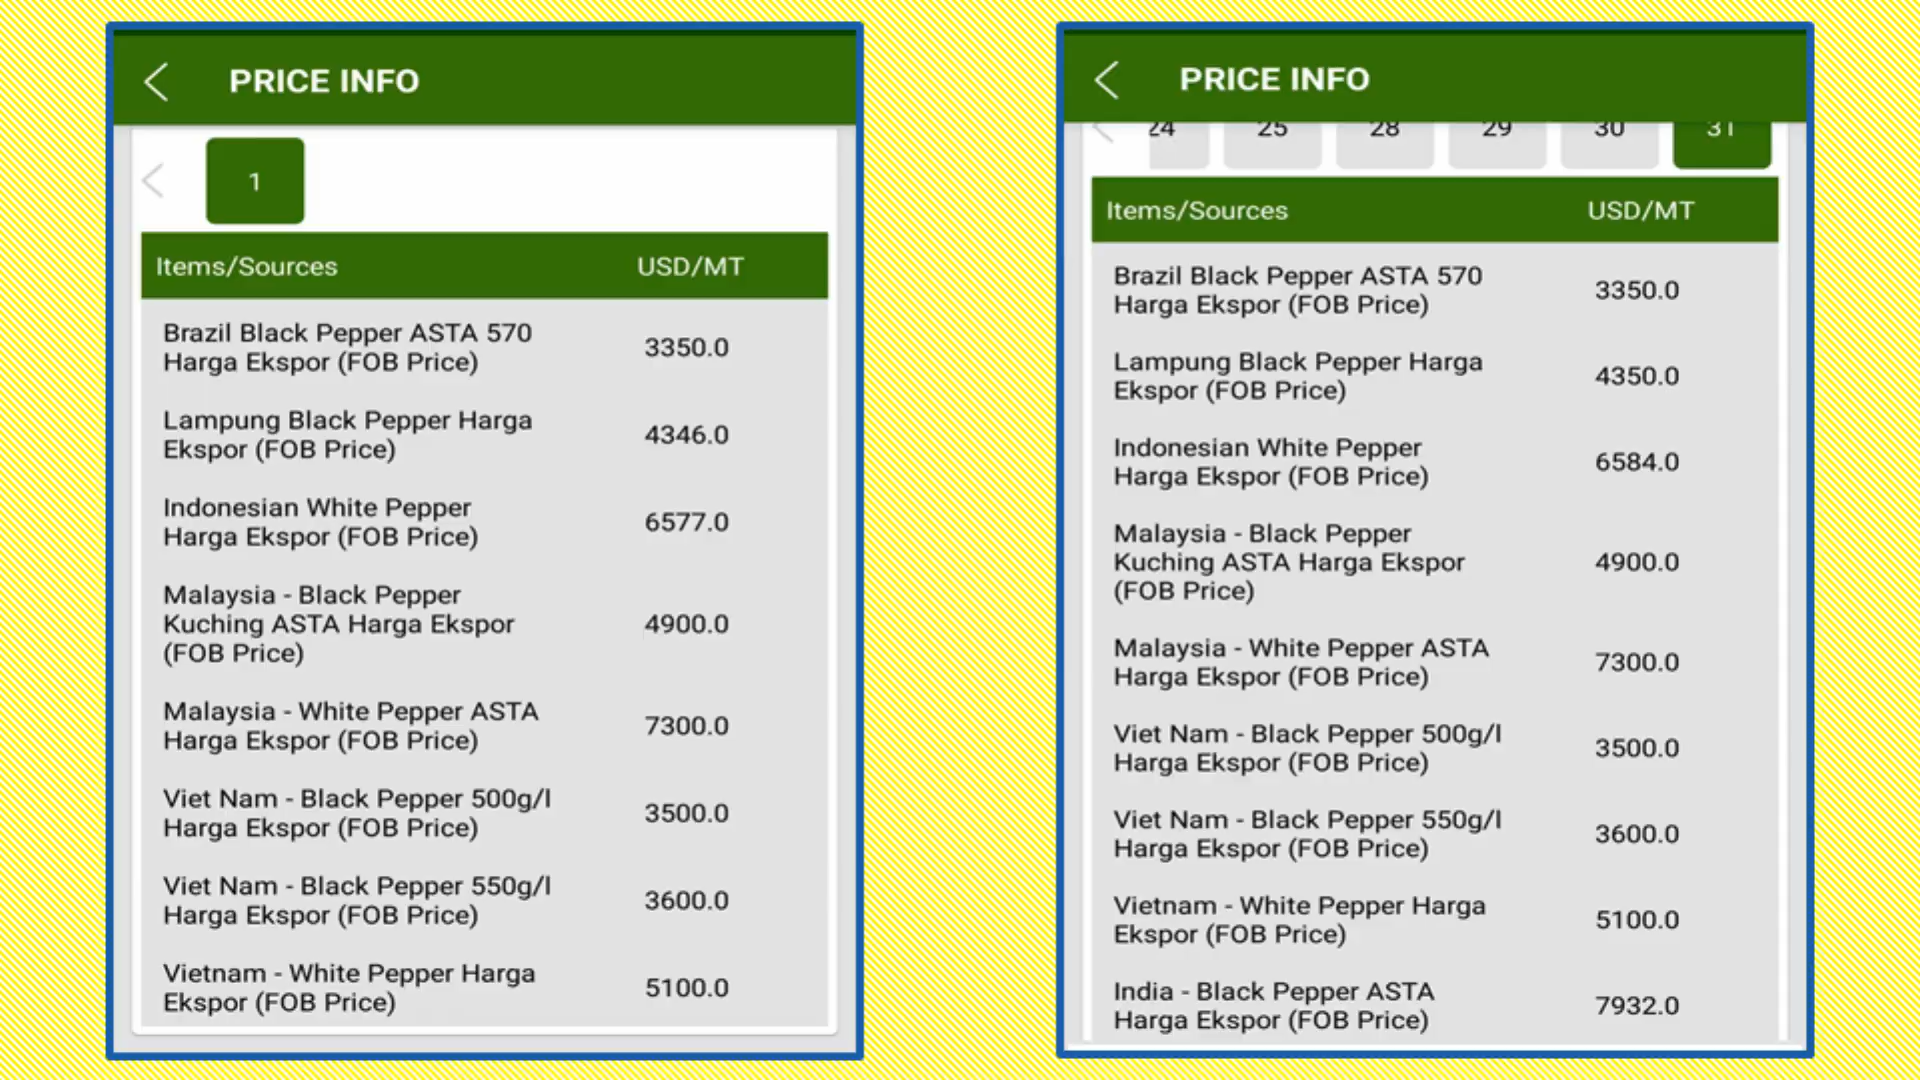 PRICE INFO
1
Items/Sources USD/MT
Brazil Black Pepper ASTA 570
Harga Ekspor (FOB Price) 3350.0
Lampung Black Pepper Harga
Ekspor (FOB Price) 4346.0
Indonesian White Pepper
Harga Ekspor (FOB Price) 6577.0
Malaysia - Black Pepper
Kuching ASTA Harga Ekspor 4900.0
(FOB Price)
Malaysia - White Pepper ASTA
Harga Ekspor (FOB Price) 7300.0
Viet Nam - Black Pepper 500g/l
Harga Ekspor (FOB Price) 3500.0
Viet Nam - Black Pepper 550g/l
Harga Ekspor (FOB Price) 3600.0
Vietnam - White Pepper Harga
Ekspor (FOB Price) 5100.0
PRICE INFO
24 25 28 29 30 31
Items/Sources USD/MT
Brazil Black Pepper ASTA 570
Harga Ekspor (FOB Price) 3350.0
Lampung Black Pepper Harga
Ekspor (FOB Price) 4350.0
Indonesian White Pepper
Harga Ekspor (FOB Price) 6584.0
Malaysia - Black Pepper
Kuching ASTA Harga Ekspor 4900.0
(FOB Price)
Malaysia - White Pepper ASTA
Harga Ekspor (FOB Price) 7300.0
Viet Nam - Black Pepper 500g/l
Harga Ekspor (FOB Price) 3500.0
Viet Nam - Black Pepper 550g/l
Harga Ekspor (FOB Price) 3600.0
Vietnam - White Pepper Harga
Ekspor (FOB Price) 5100.0
India - Black Pepper ASTA
Harga Ekspor (FOB Price) 7932.0